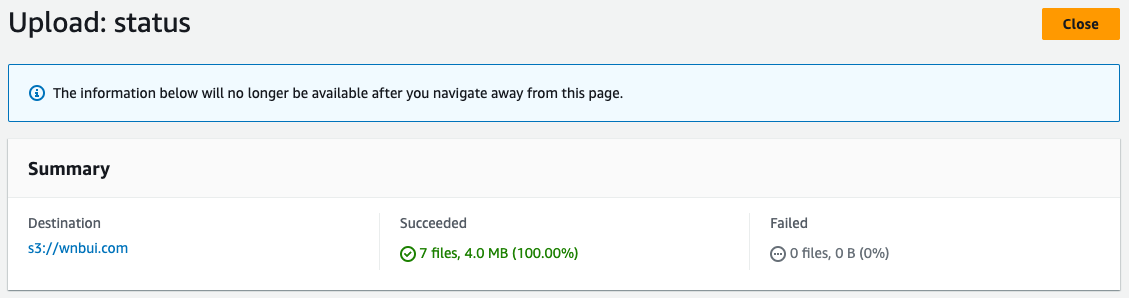 Upload: status
Close
The information below will no longer be available after you navigate away from this page.
Summary
Destination
s3://wnbui.com
Succeeded
7 files, 4.0 MB (100.00%)
Failed
0 files, 0 B (0%)